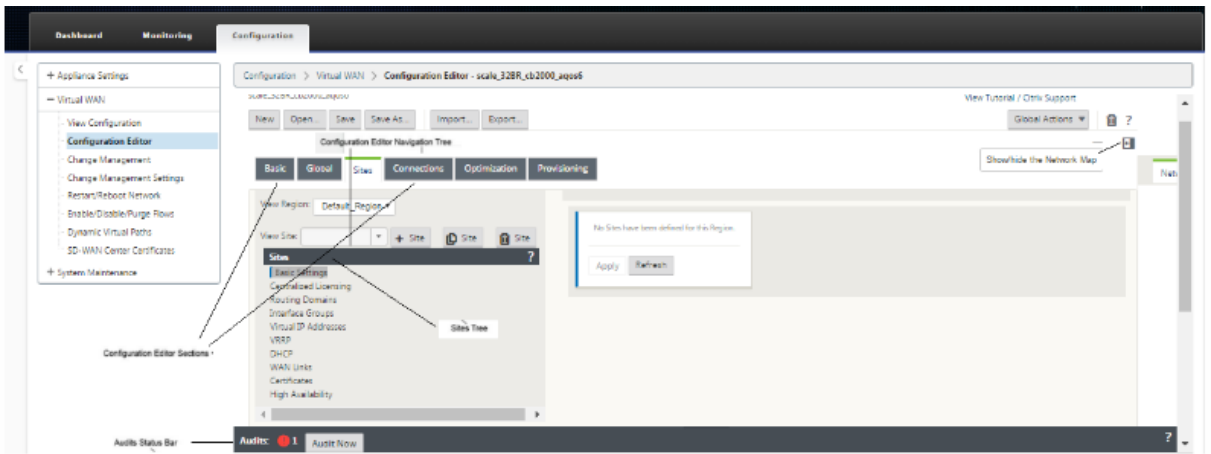 Dashboard Monitoring Configuration
+ Appliance Settings
− Virtual WAN
View Configuration
Configuration Editor
Change Management
Change Management Settings
Restart/Reboot Network
Enable/Disable/Purge Flows
Dynamic Virtual Paths
SD-WAN Center Certificates
+ System Maintenance
Configuration > Virtual WAN > Configuration Editor - scale_32BR_cb2000_aqos6
scale_32BR_cb2000_aqos6
View Tutorial / Citrix Support
New Open... Save Save As... Import... Export...
Global Actions ?
Configuration Editor Navigation Tree
Show/hide the Network Map
Basic Global Sites Connections Optimization Provisioning
Net
View Region: Default_Region
View Site: + Site Site Site
Sites ?
Basic Settings
Centralized Licensing
Routing Domains
Interface Groups
Virtual IP Addresses
VRRP
DHCP
WAN Links
Certificates
High Availability
No Sites have been defined for this Region.
Apply Refresh
Sites Tree
Configuration Editor Sections
Audits Status Bar
Audits: 1 Audit Now ?